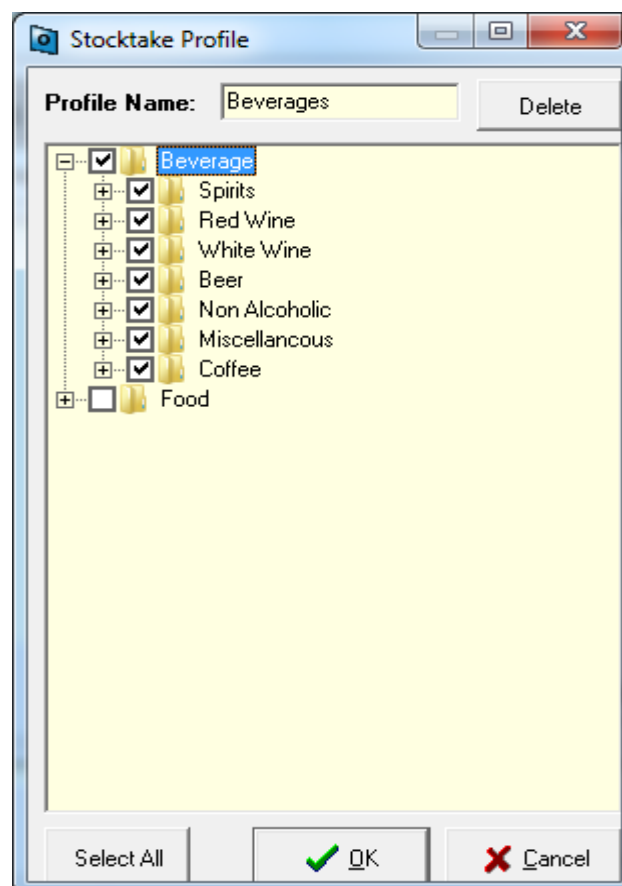 Stocktake Profile
Profile Name: Beverages Delete
Beverage
Spirits
Red Wine
White Wine
Beer
Non Alcoholic
Miscellancous
Coffee
Food
Select All OK Cancel